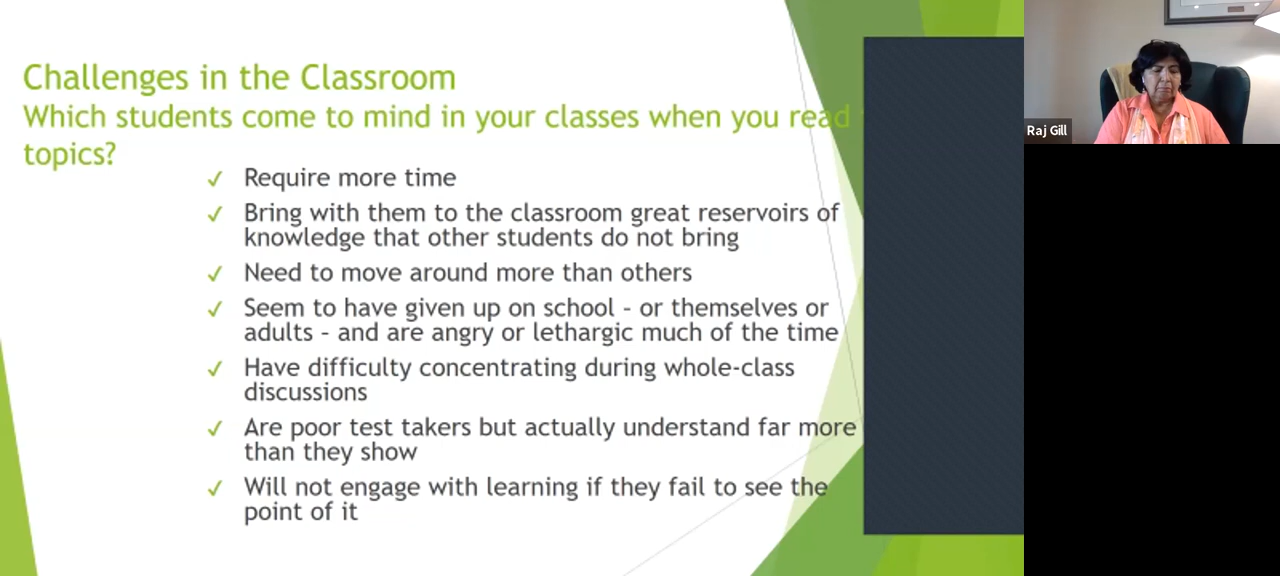 Challenges in the Classroom
Which students come to mind in your classes when you read
topics?
✓ Require more time
✓ Bring with them to the classroom great reservoirs of
knowledge that other students do not bring
✓ Need to move around more than others
✓ Seem to have given up on school – or themselves or
adults – and are angry or lethargic much of the time
✓ Have difficulty concentrating during whole-class
discussions
✓ Are poor test takers but actually understand far more
than they show
✓ Will not engage with learning if they fail to see the
point of it
Raj Gill